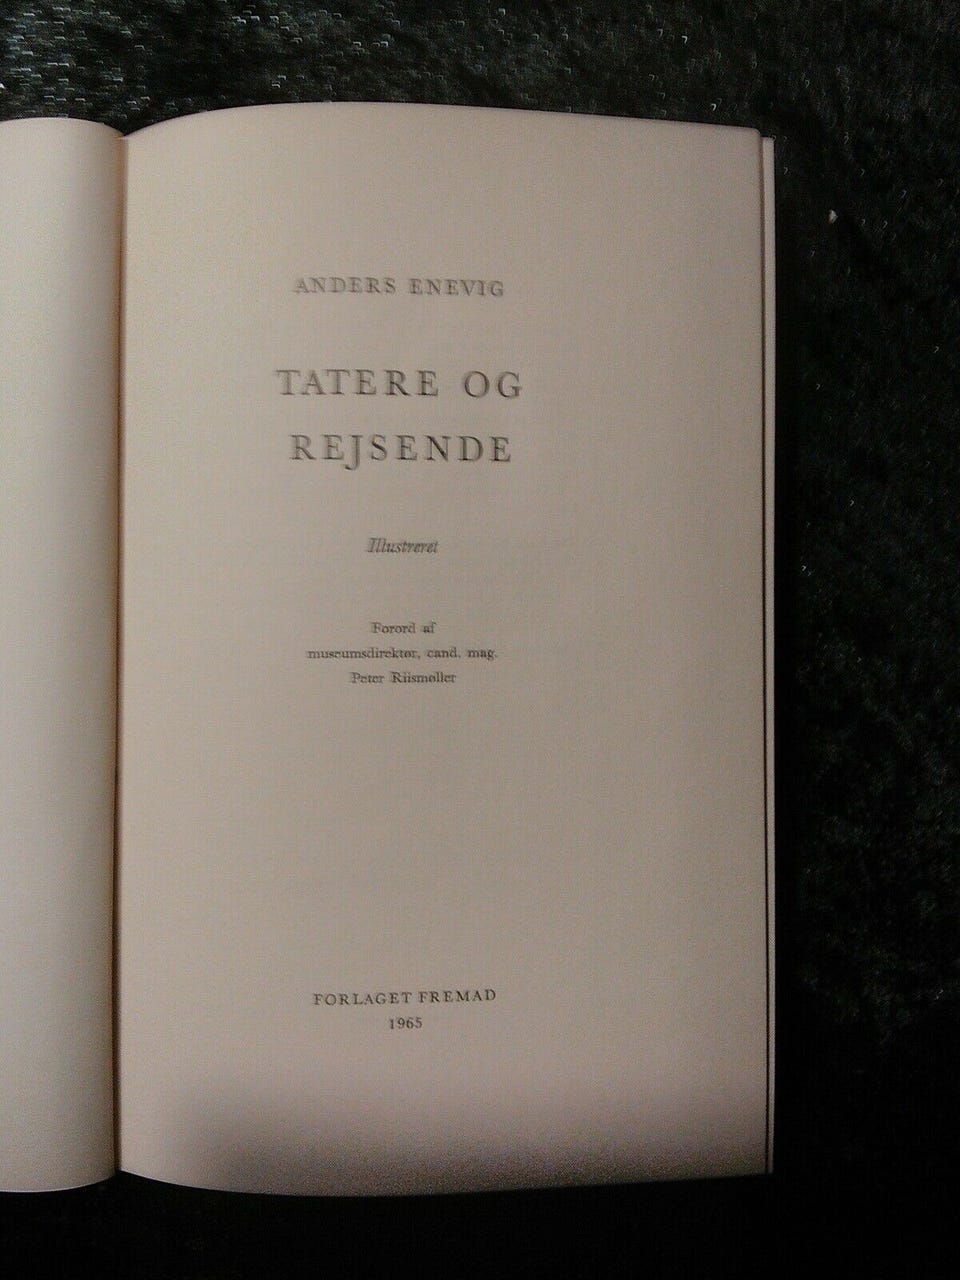 ANDERS ENEVIG
TATERE OG
REJSENDE
Illustreret
Forord af
museumsdirektør, cand. mag.
Peter Riismøller
FORLAGET FREMAD
1965